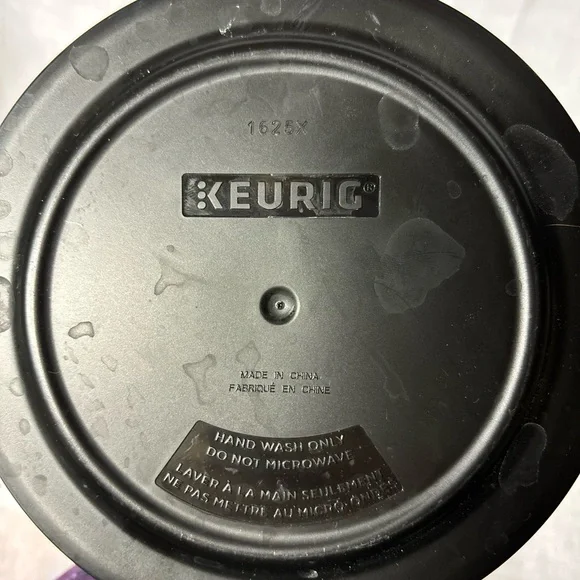 1625X
KEURIG®
MADE IN CHINA
FABRIQUÉ EN CHINE
HAND WASH ONLY
DO NOT MICROWAVE
LAVER À LA MAIN SEULEMENT
NE PAS METTRE AU MICRO-ONDES